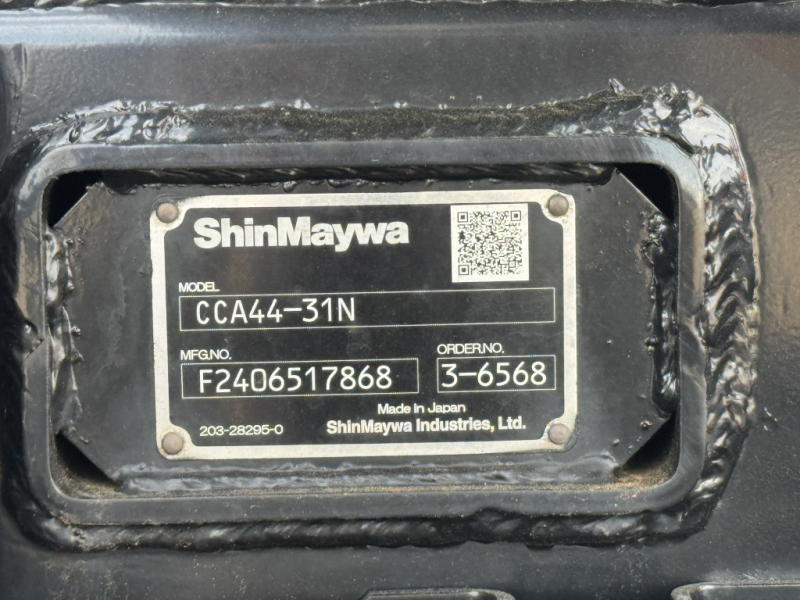 ShinMaywa
MODEL
CCA44-31N
MFG.NO. ORDER.NO.
F2406517868 3-6568
Made in Japan
203-28295-0 ShinMaywa Industries, Ltd.